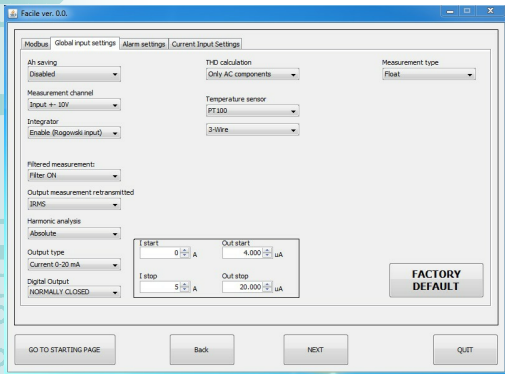 Facile ver. 0.0.
Modbus Global input settings Alarm settings Current Input Settings
Ah saving
Disabled
Measurement channel
Input +- 10V
Integrator
Enable (Rogowski input)
Filtered measurement:
Filter ON
Output measurement retransmitted
IRMS
Harmonic analysis
Absolute
Output type
Current 0-20 mA
Digital Output
NORMALLY CLOSED
THD calculation
Only AC components
Temperature sensor
PT100
3-Wire
Measurement type
Float
I start
0 A
Out start
4.000 uA
I stop
5 A
Out stop
20.000 uA
FACTORY
DEFAULT
GO TO STARTING PAGE Back NEXT QUIT